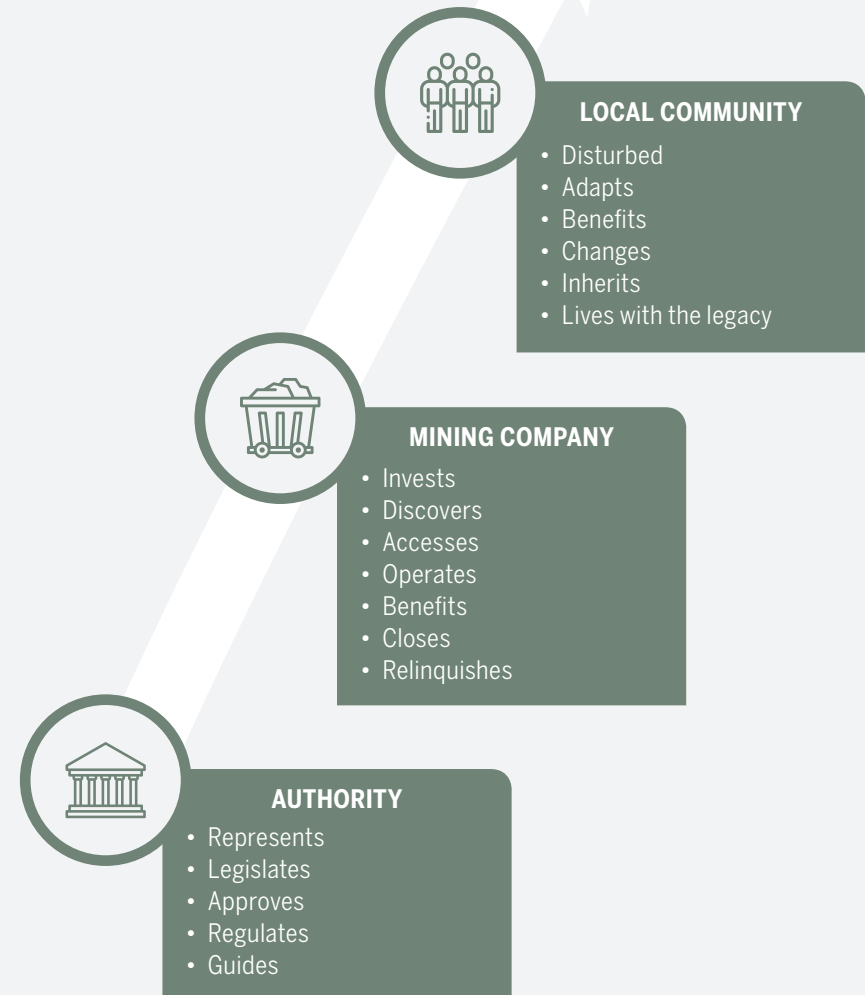 LOCAL COMMUNITY
• Disturbed
• Adapts
• Benefits
• Changes
• Inherits
• Lives with the legacy
MINING COMPANY
• Invests
• Discovers
• Accesses
• Operates
• Benefits
• Closes
• Relinquishes
AUTHORITY
• Represents
• Legislates
• Approves
• Regulates
• Guides